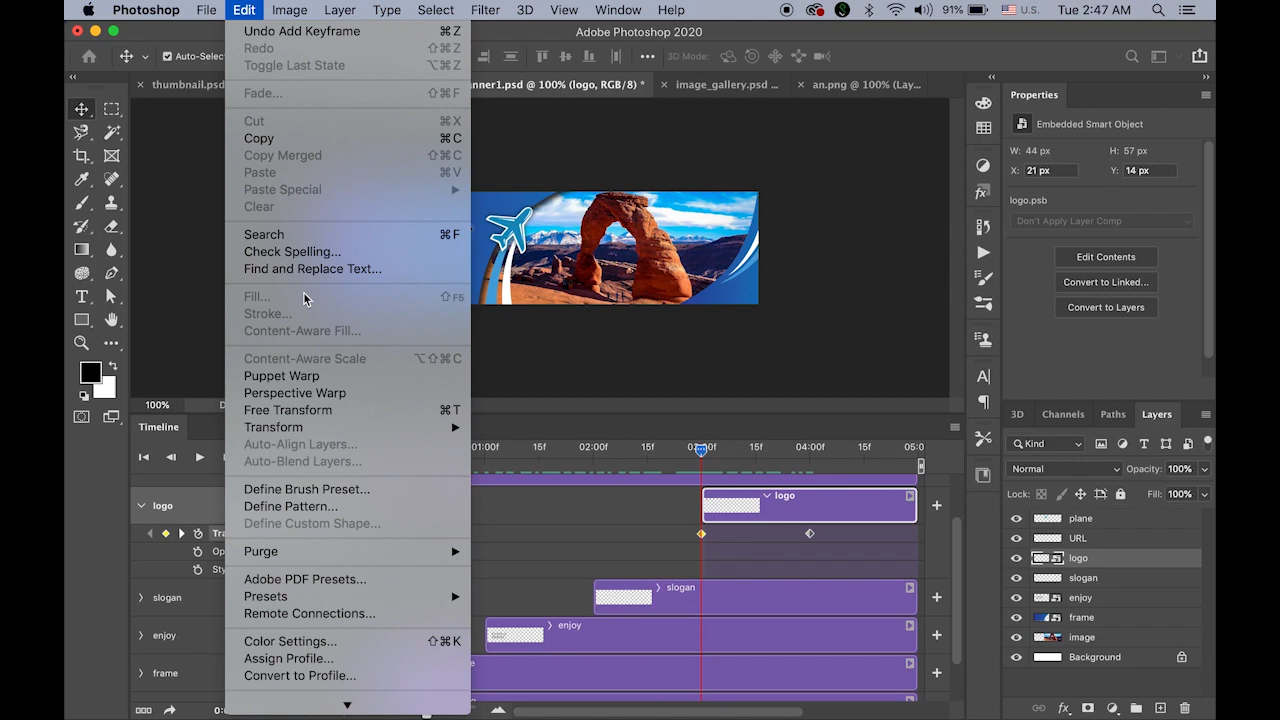 Photoshop File Edit Image Layer Type Select Filter 3D View Window Help 91% U.S. Tue 2:47 AM
Adobe Photoshop 2020
Auto-Selec 3D Mode:
thumbnail.psd nner1.psd @ 100% (logo, RGB/8) * image_gallery.psd ... an.png @ 100% (Lay...
Undo Add Keyframe ⌘Z
Redo ⇧⌘Z
Toggle Last State ⌥⌘Z
Fade... ⇧⌘F
Cut ⌘X
Copy ⌘C
Copy Merged ⇧⌘C
Paste ⌘V
Paste Special
Clear
Search ⌘F
Check Spelling...
Find and Replace Text...
Fill... ⇧F5
Stroke...
Content-Aware Fill...
Content-Aware Scale ⌥⇧⌘C
Puppet Warp
Perspective Warp
Free Transform ⌘T
Transform
Auto-Align Layers...
Auto-Blend Layers...
Define Brush Preset...
Define Pattern...
Define Custom Shape...
Purge
Adobe PDF Presets...
Presets
Remote Connections...
Color Settings... ⇧⌘K
Assign Profile...
Convert to Profile...
Properties
Embedded Smart Object
W: 44 px H: 57 px
X: 21 px Y: 14 px
logo.psb
Don't Apply Layer Comp
Edit Contents
Convert to Linked...
Convert to Layers
3D Channels Paths Layers
Kind
Normal Opacity: 100%
Lock: Fill: 100%
plane
URL
logo
slogan
enjoy
frame
image
Background
100% D
Timeline
01:00f 15f 02:00f 15f 03:00f 15f 04:00f 15f 05:0
logo logo
Tra
Op
Sty
slogan slogan
enjoy enjoy
frame e
0:0